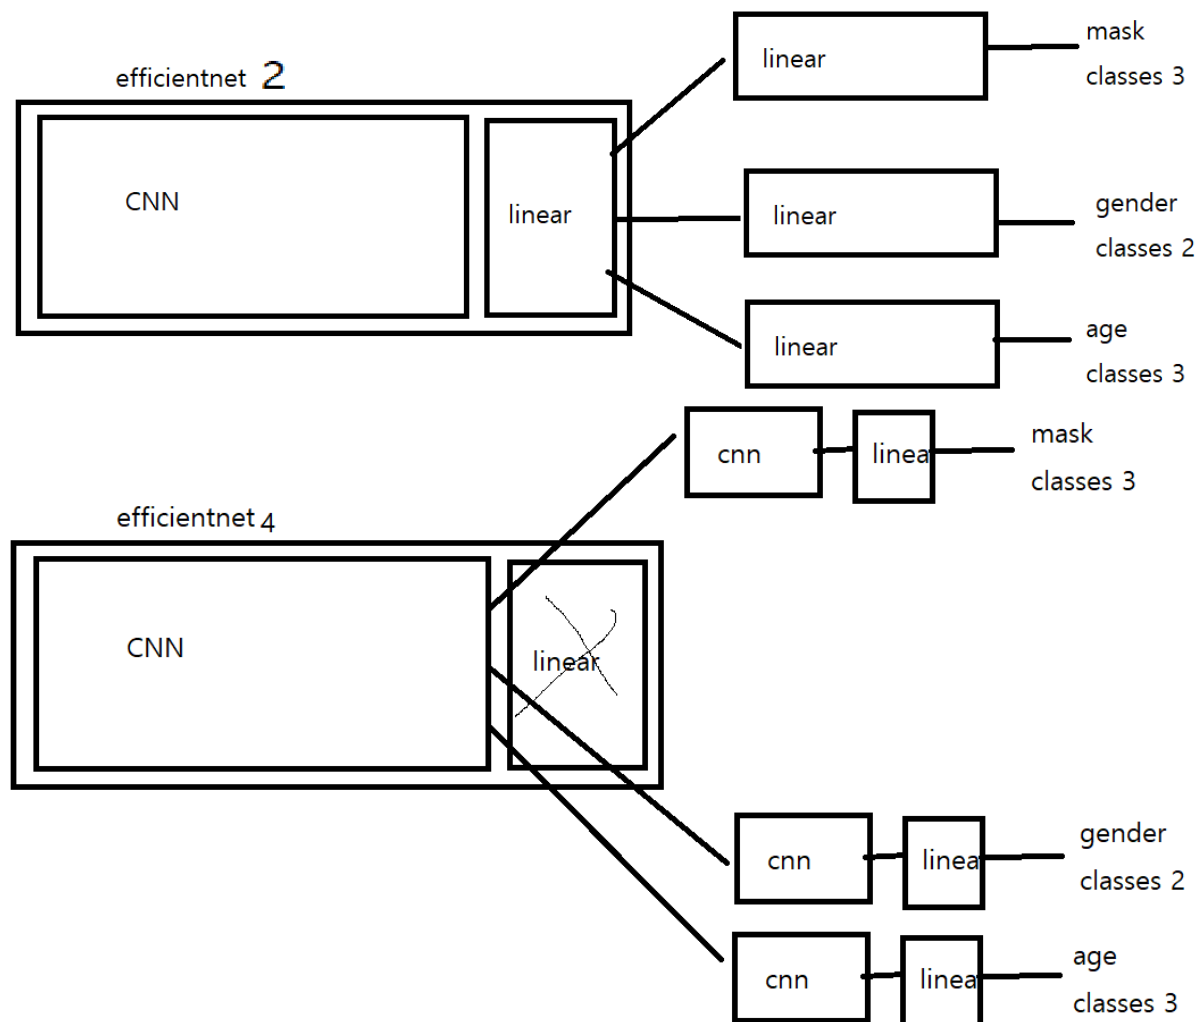 efficientnet 2
CNN
linear
linear
mask
classes 3
linear
gender
classes 2
linear
age
classes 3
efficientnet 4
CNN
linear
cnn
linea
mask
classes 3
cnn
linea
gender
classes 2
cnn
linea
age
classes 3